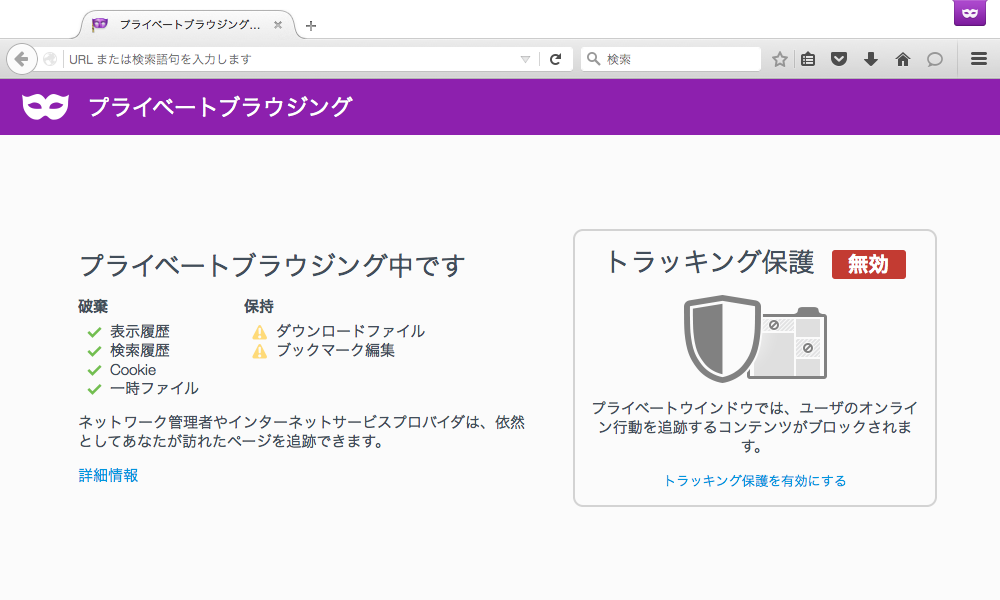 プライベートブラウジング...
URL または検索語句を入力します
検索
プライベートブラウジング
プライベートブラウジング中です
破棄
表示履歴
検索履歴
Cookie
一時ファイル
保持
ダウンロードファイル
ブックマーク編集
ネットワーク管理者やインターネットサービスプロバイダは、依然
としてあなたが訪れたページを追跡できます。
詳細情報
トラッキング保護 無効
プライベートウインドウでは、ユーザのオンライ
ン行動を追跡するコンテンツがブロックされま
す。
トラッキング保護を有効にする